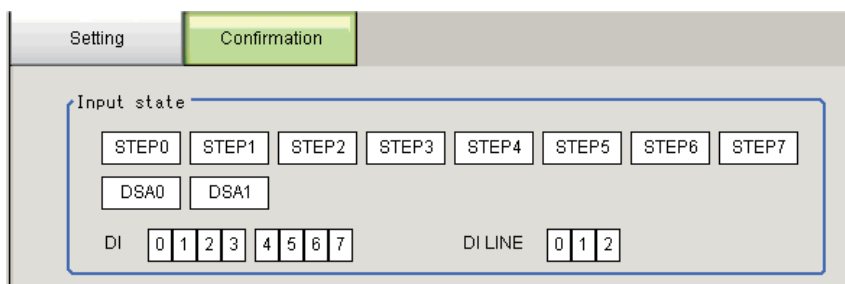 Setting Confirmation
Input state
STEP0 STEP1 STEP2 STEP3 STEP4 STEP5 STEP6 STEP7
DSA0 DSA1
DI 0 1 2 3 4 5 6 7 DI LINE 0 1 2